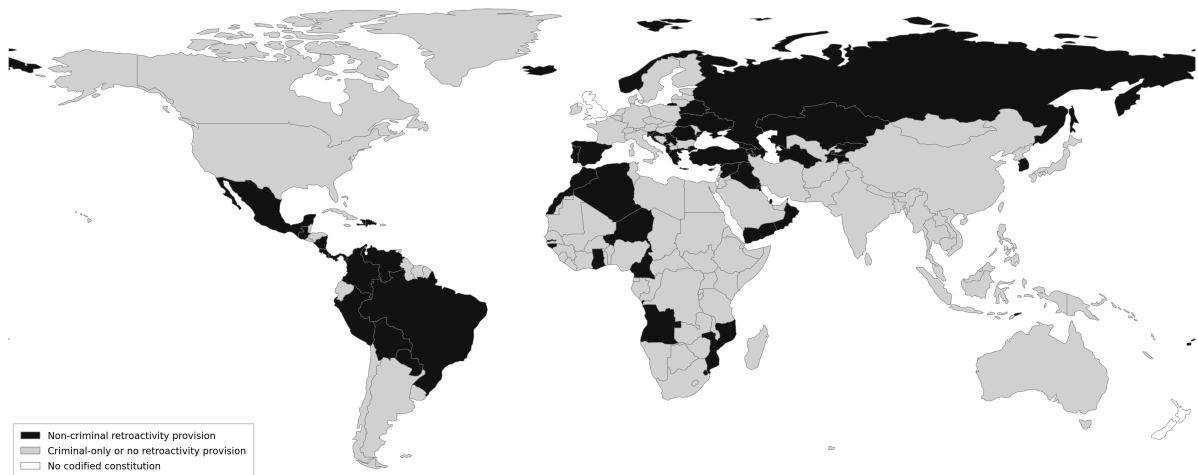 Non-criminal retroactivity provision
Criminal-only or no retroactivity provision
No codified constitution